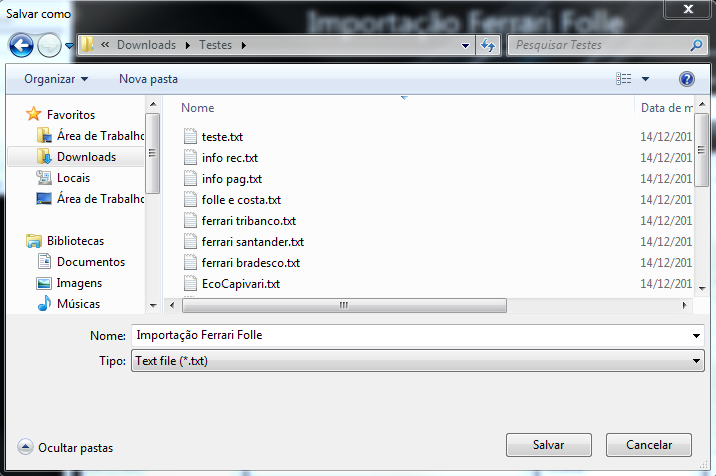 Importação Ferrari Folle
Salvar como
« Downloads Testes
Pesquisar Testes
Organizar
Nova pasta
Favoritos
Área de Trabalho
Downloads
Locais
Área de Trabalho
Bibliotecas
Documentos
Imagens
Músicas
Nome Data de m
teste.txt 14/12/201
info rec.txt 14/12/201
info pag.txt 14/12/201
folle e costa.txt 14/12/201
ferrari tribanco.txt 14/12/201
ferrari santander.txt 14/12/201
ferrari bradesco.txt 14/12/201
EcoCapivari.txt 14/12/201
Nome: Importação Ferrari Folle
Tipo: Text file (*.txt)
Ocultar pastas
Salvar
Cancelar